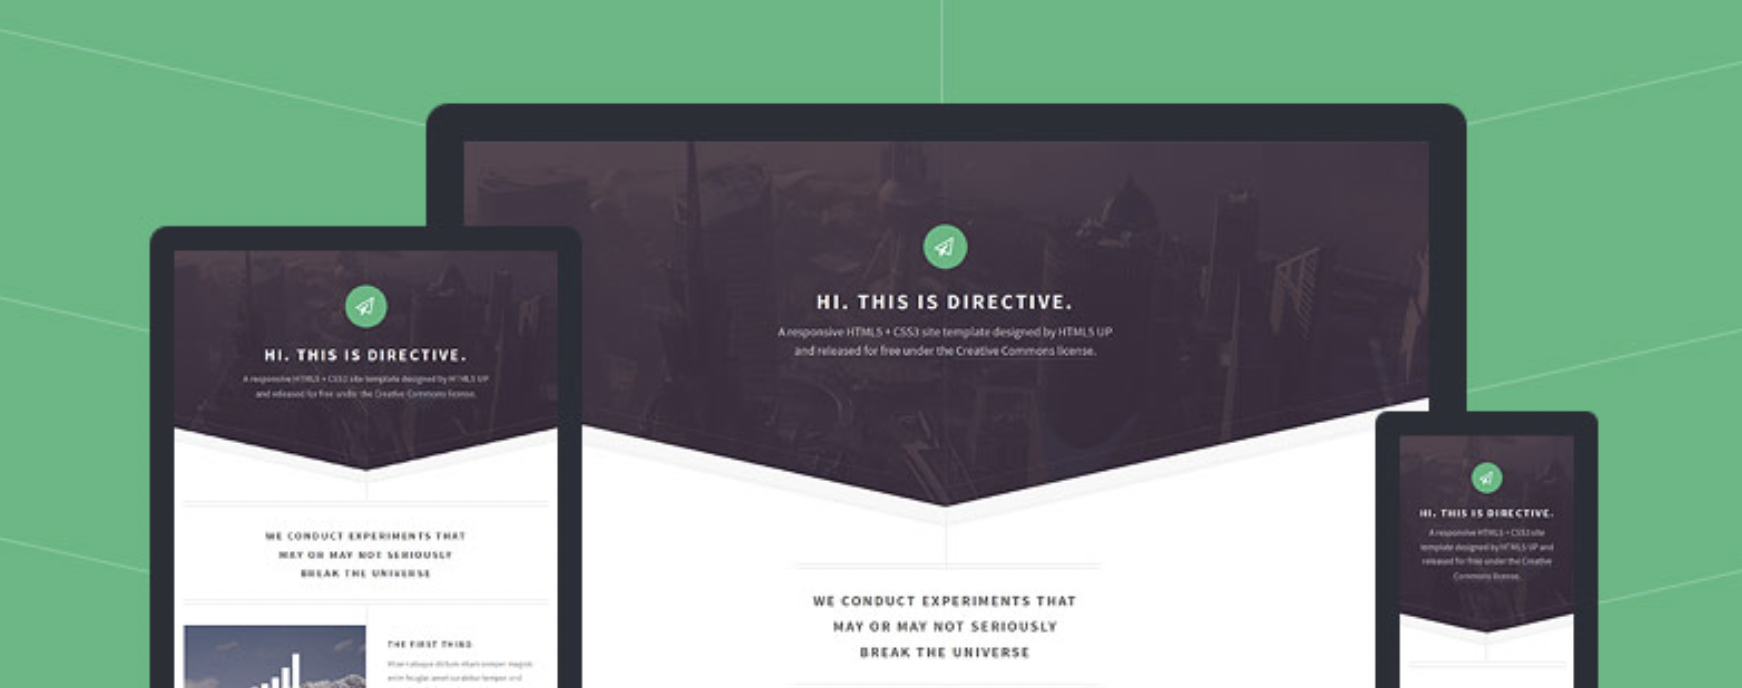 HI. THIS IS DIRECTIVE.
A responsive HTML5 + CSS3 site template designed by HTML5 UP
and released for free under the Creative Commons license.
WE CONDUCT EXPERIMENTS THAT
MAY OR MAY NOT SERIOUSLY
BREAK THE UNIVERSE
HI. THIS IS DIRECTIVE.
A responsive HTML5 + CSS3 site template designed by HTML5 UP
and released for free under the Creative Commons license.
WE CONDUCT EXPERIMENTS THAT
MAY OR MAY NOT SERIOUSLY
BREAK THE UNIVERSE
THE FIRST THING
HI. THIS IS DIRECTIVE.
A responsive HTML5 + CSS3 site
template designed by HTML5 UP and
released for free under the Creative
Commons license.